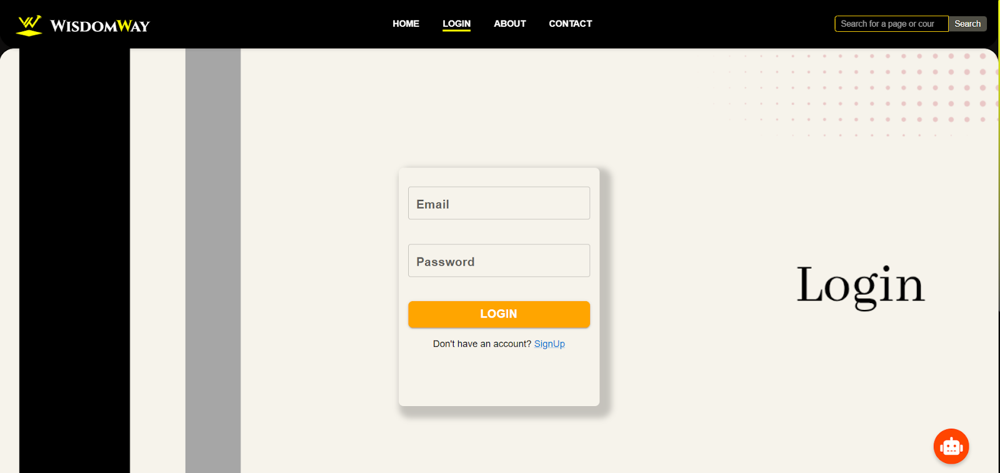 WISDOMWAY
HOME LOGIN ABOUT CONTACT
Search for a page or cour Search
Email
Password
LOGIN
Don't have an account? SignUp
Login